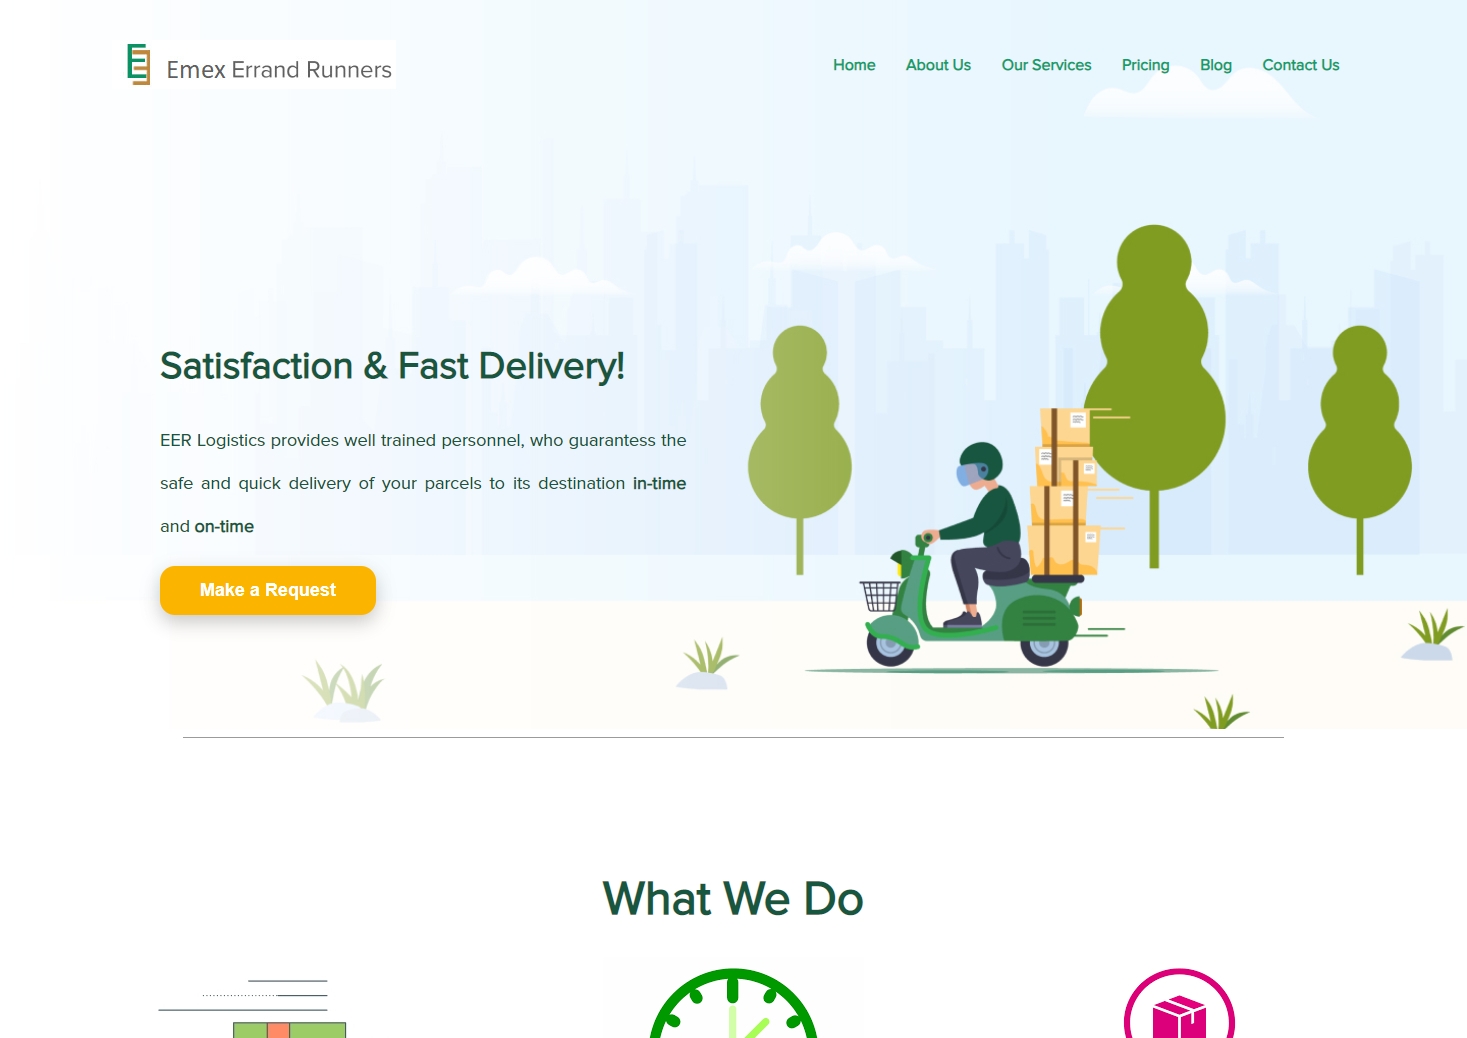 Emex Errand Runners
Home
About Us
Our Services
Pricing
Blog
Contact Us
Satisfaction & Fast Delivery!
EER Logistics provides well trained personnel, who guarantess the
safe and quick delivery of your parcels to its destination in-time
and on-time
Make a Request
What We Do